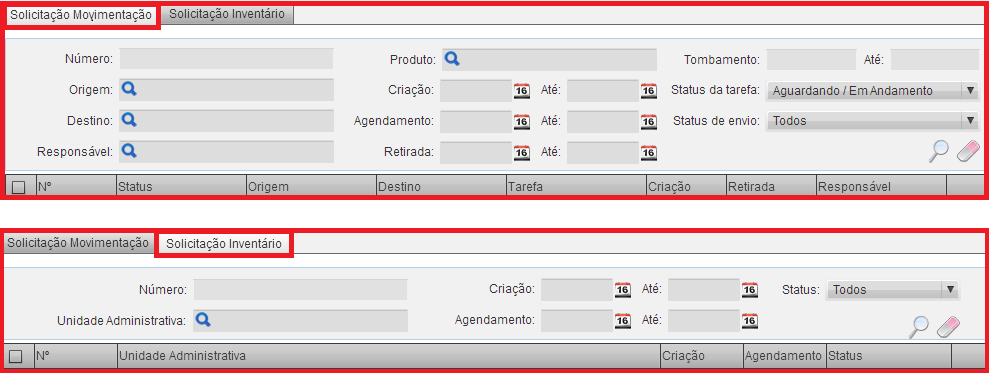 Solicitação Movimentação Solicitação Inventário
Número: Produto: Tombamento: Até:
Origem: Criação: 16 Até: 16 Status da tarefa: Aguardando / Em Andamento
Destino: Agendamento: 16 Até: 16 Status de envio: Todos
Responsável: Retirada: 16 Até: 16
Nº Status Origem Destino Tarefa Criação Retirada Responsável
Solicitação Movimentação Solicitação Inventário
Número: Criação: 16 Até: 16 Status: Todos
Unidade Administrativa: Agendamento: 16 Até: 16
Nº Unidade Administrativa Criação Agendamento Status